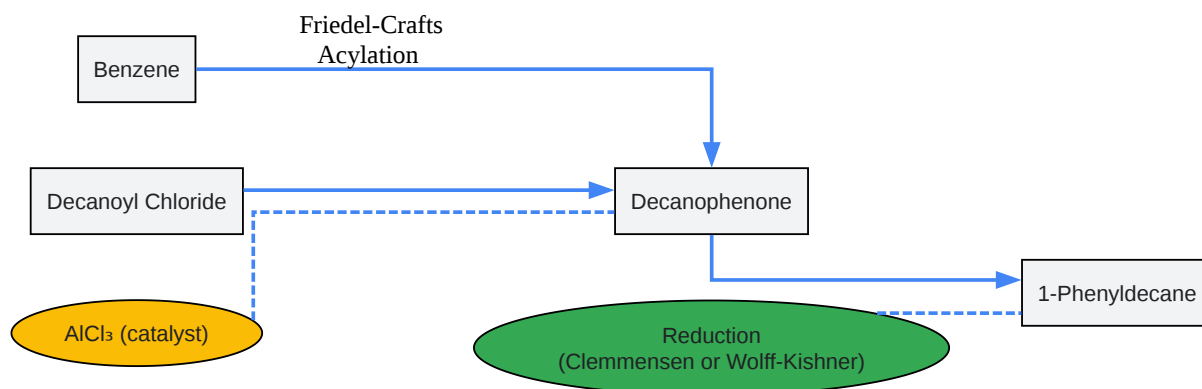 Friedel-Crafts
Acylation
Benzene
Decanoyl Chloride
Decanophenone
1-Phenyldecane
AlCl₃ (catalyst)
Reduction
(Clemmensen or Wolff-Kishner)